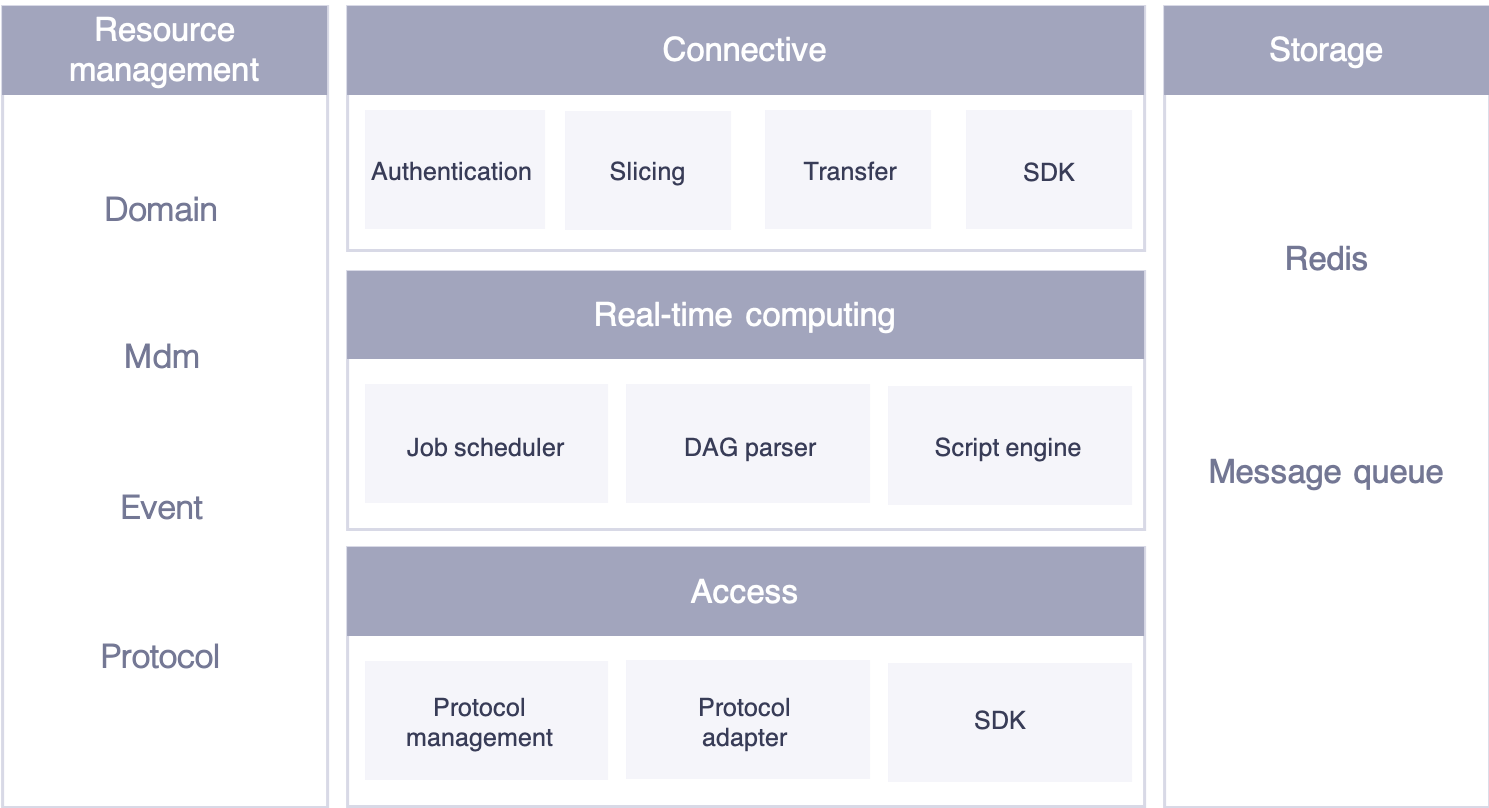 Resource
management
Domain
Mdm
Event
Protocol
Connective
Authentication
Slicing
Transfer
SDK
Real-time computing
Job scheduler
DAG parser
Script engine
Access
Protocol
management
Protocol
adapter
SDK
Storage
Redis
Message queue